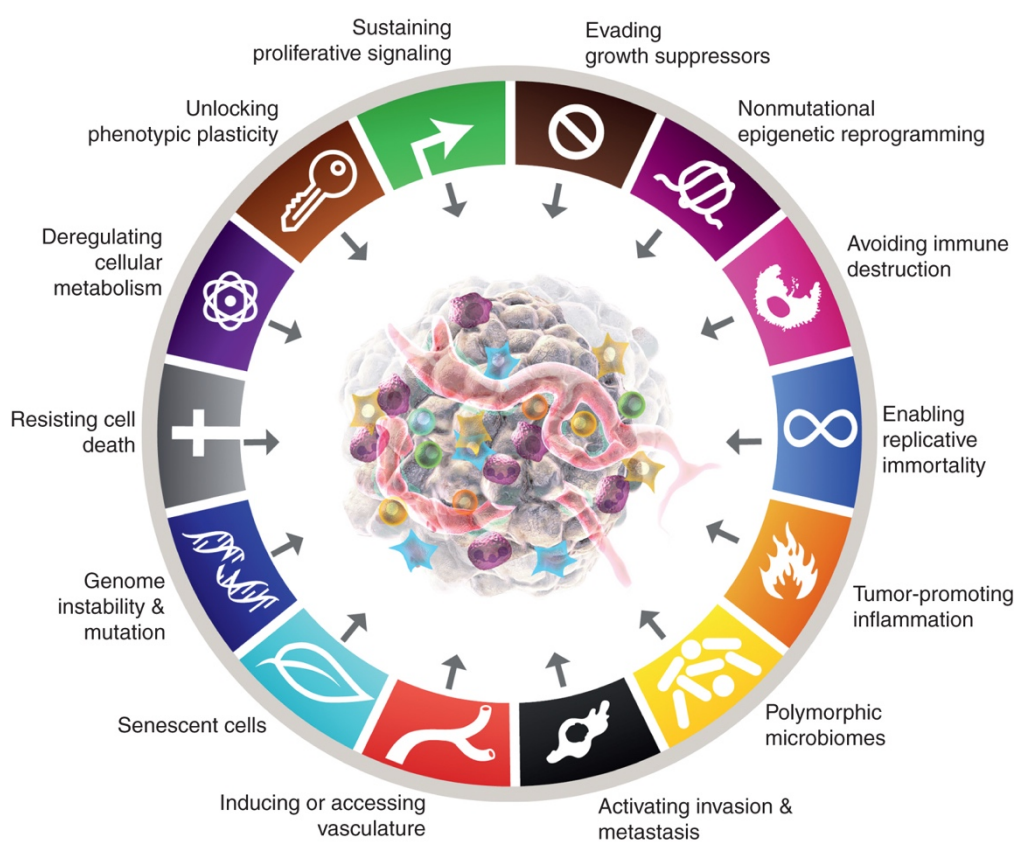 Sustaining
proliferative signaling
Evading
growth suppressors
Unlocking
phenotypic plasticity
Nonmutational
epigenetic reprogramming
Deregulating
cellular
metabolism
Avoiding immune
destruction
Resisting cell
death
Enabling
replicative
immortality
Genome
instability &
mutation
Tumor-promoting
inflammation
Senescent cells
Polymorphic
microbiomes
Inducing or accessing
vasculature
Activating invasion &
metastasis